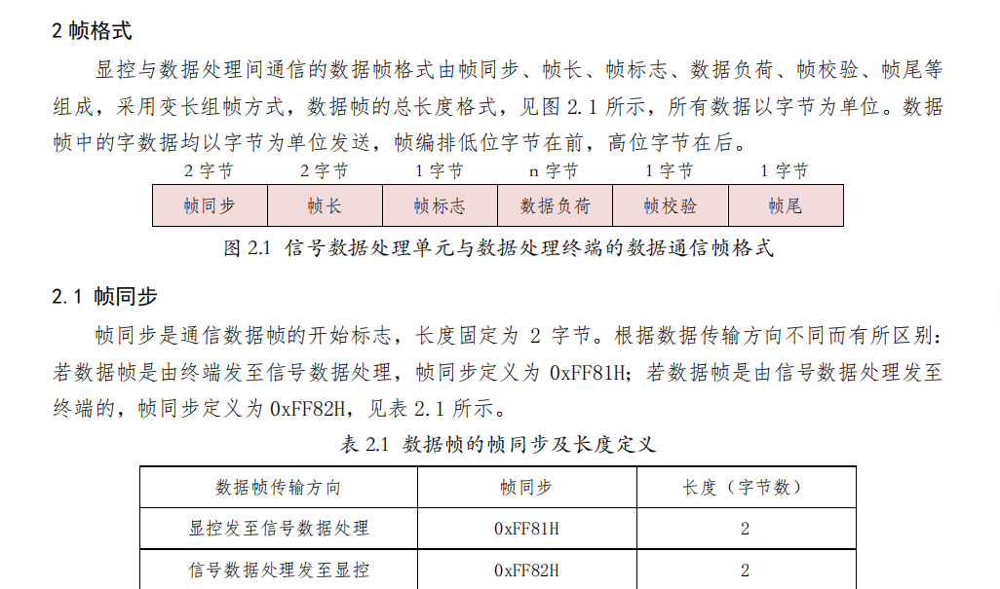 2 帧格式
显控与数据处理间通信的数据帧格式由帧同步、帧长、帧标志、数据负荷、帧校验、帧尾等
组成，采用变长组帧方式，数据帧的总长度格式，见图 2.1 所示，所有数据以字节为单位。数据
帧中的字数据均以字节为单位发送，帧编排低位字节在前，高位字节在后。
2 字节 2 字节 1 字节 n 字节 1 字节 1 字节
帧同步 帧长 帧标志 数据负荷 帧校验 帧尾
图 2.1 信号数据处理单元与数据处理终端的数据通信帧格式
2.1 帧同步
帧同步是通信数据帧的开始标志，长度固定为 2 字节。根据数据传输方向不同而有所区别：
若数据帧是由终端发至信号数据处理，帧同步定义为 0xFF81H；若数据帧是由信号数据处理发至
终端的，帧同步定义为 0xFF82H，见表 2.1 所示。
表 2.1 数据帧的帧同步及长度定义
数据帧传输方向 帧同步 长度（字节数）
显控发至信号数据处理 0xFF81H 2
信号数据处理发至显控 0xFF82H 2